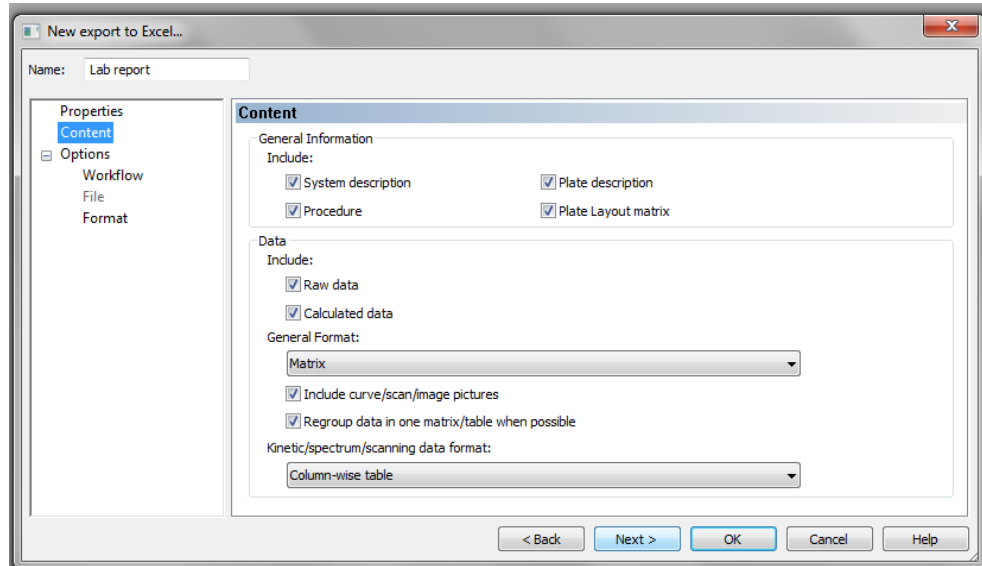 New export to Excel...
Name: Lab report
Properties
Content
Options
Workflow
File
Format
Content
General Information
Include:
System description Plate description
Procedure Plate Layout matrix
Data
Include:
Raw data
Calculated data
General Format:
Matrix
Include curve/scan/image pictures
Regroup data in one matrix/table when possible
Kinetic/spectrum/scanning data format:
Column-wise table
< Back Next > OK Cancel Help